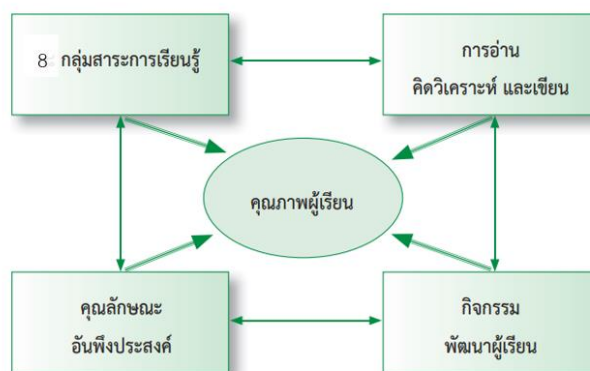 8 กลุ่มสาระการเรียนรู้
การอ่าน
คิดวิเคราะห์ และเขียน
คุณภาพผู้เรียน
คุณลักษณะ
อันพึงประสงค์
กิจกรรม
พัฒนาผู้เรียน